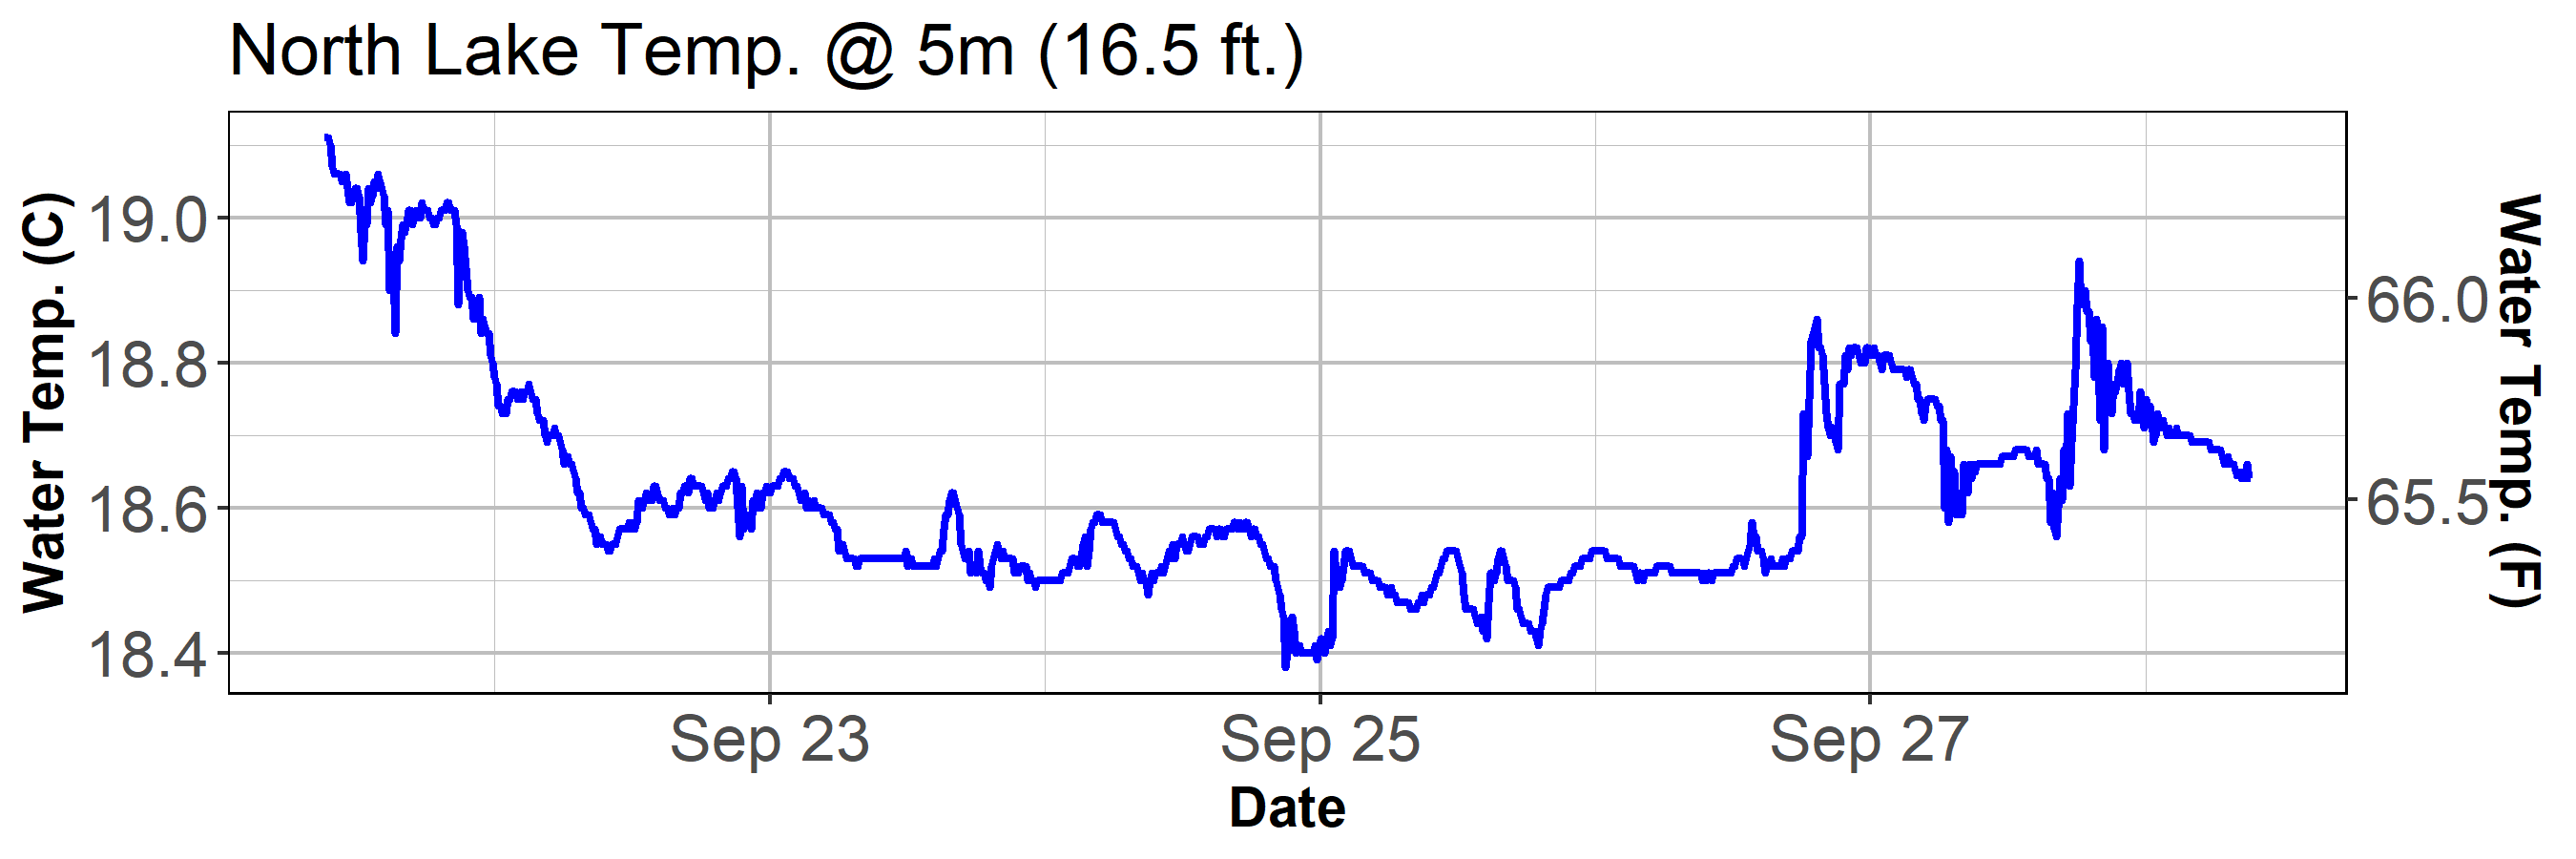 North Lake Temp. @ 5m (16.5 ft.)
Water Temp. (C)
19.0
18.8
18.6
18.4
66.0
65.5
Water Temp. (F)
Sep 23
Sep 25
Sep 27
Date